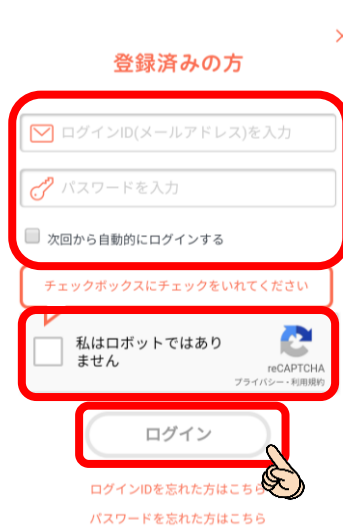 登録済みの方
ログインID(メールアドレス)を入力
パスワードを入力
次回から自動的にログインする
チェックボックスにチェックをいれてください
私はロボットではあり
ません
reCAPTCHA
プライバシー - 利用規約
ログイン
ログインIDを忘れた方はこちら
パスワードを忘れた方はこちら